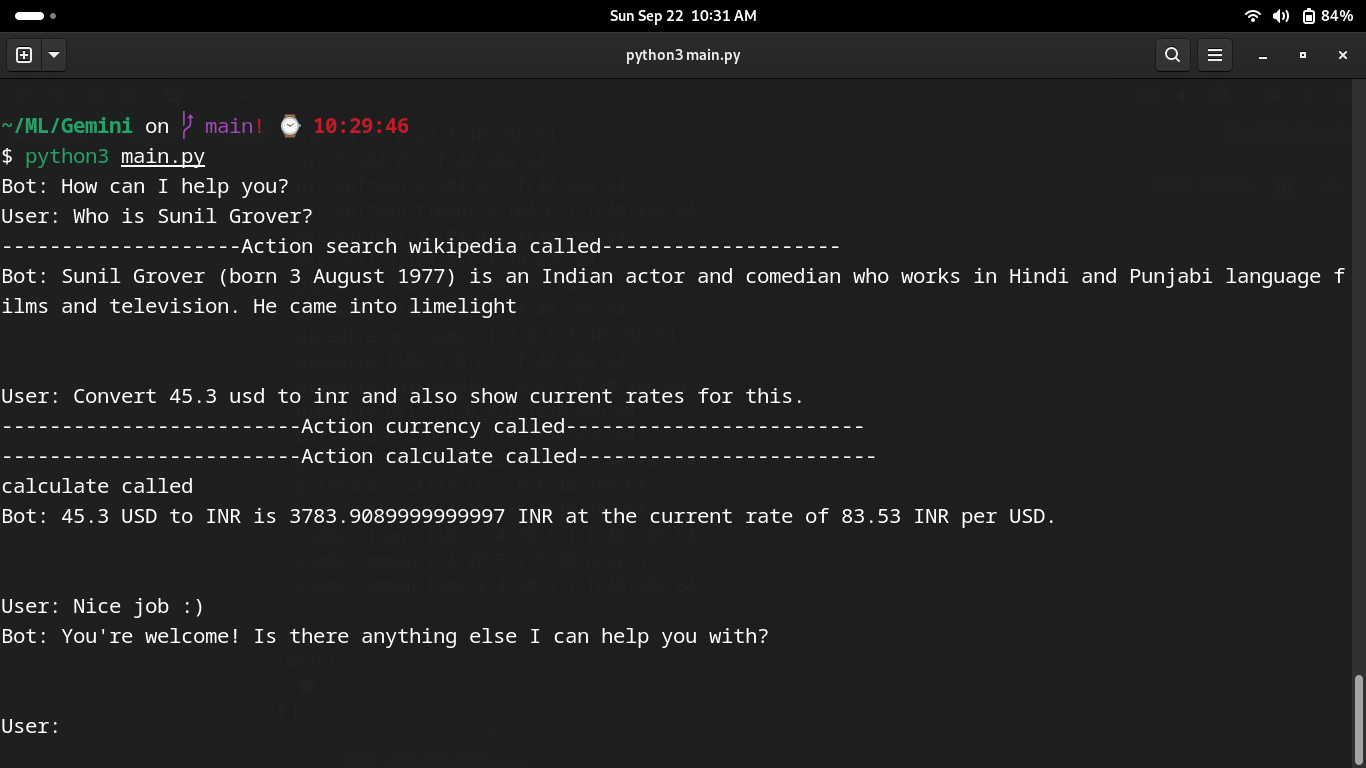 Sun Sep 22 10:31 AM
84%
python3 main.py
~/ML/Gemini on main! ⌚ 10:29:46
$ python3 main.py
Bot: How can I help you?
User: Who is Sunil Grover?
--------------------Action search wikipedia called--------------------
Bot: Sunil Grover (born 3 August 1977) is an Indian actor and comedian who works in Hindi and Punjabi language f
ilms and television. He came into limelight
User: Convert 45.3 usd to inr and also show current rates for this.
-------------------------Action currency called-------------------------
-------------------------Action calculate called-------------------------
calculate called
Bot: 45.3 USD to INR is 3783.9089999999997 INR at the current rate of 83.53 INR per USD.
User: Nice job :)
Bot: You're welcome! Is there anything else I can help you with?
User: